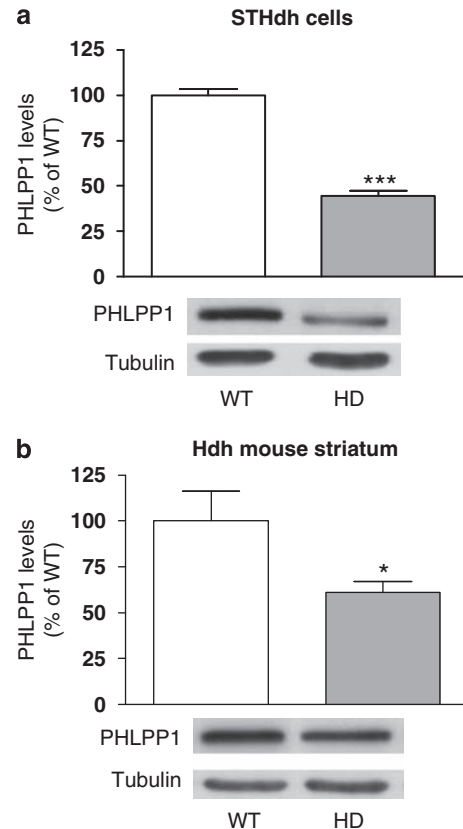 a
STHdh cells
PHLPP1 levels
(% of WT)
125
100
75
50
25
0
***
PHLPP1
Tubulin
WT HD
b
Hdh mouse striatum
PHLPP1 levels
(% of WT)
125
100
75
50
25
0
*
PHLPP1
Tubulin
WT HD